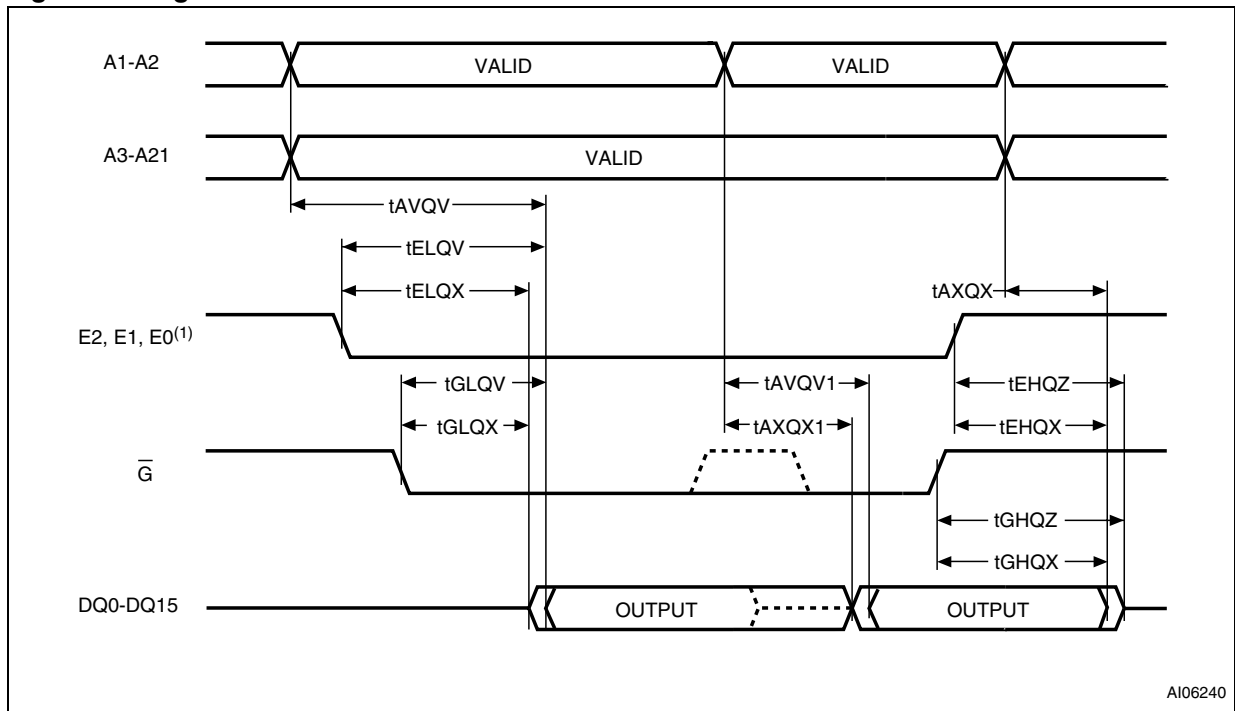 A1-A2
VALID
VALID
A3-A21
VALID
tAVQV
tELQV
tELQX
tAXQX
E2, E1, E0(1)
tGLQV
tAVQV1
tEHQZ
tGLQX
tAXQX1
tEHQX
G
tGHQZ
tGHQX
DQ0-DQ15
OUTPUT
OUTPUT
AI06240